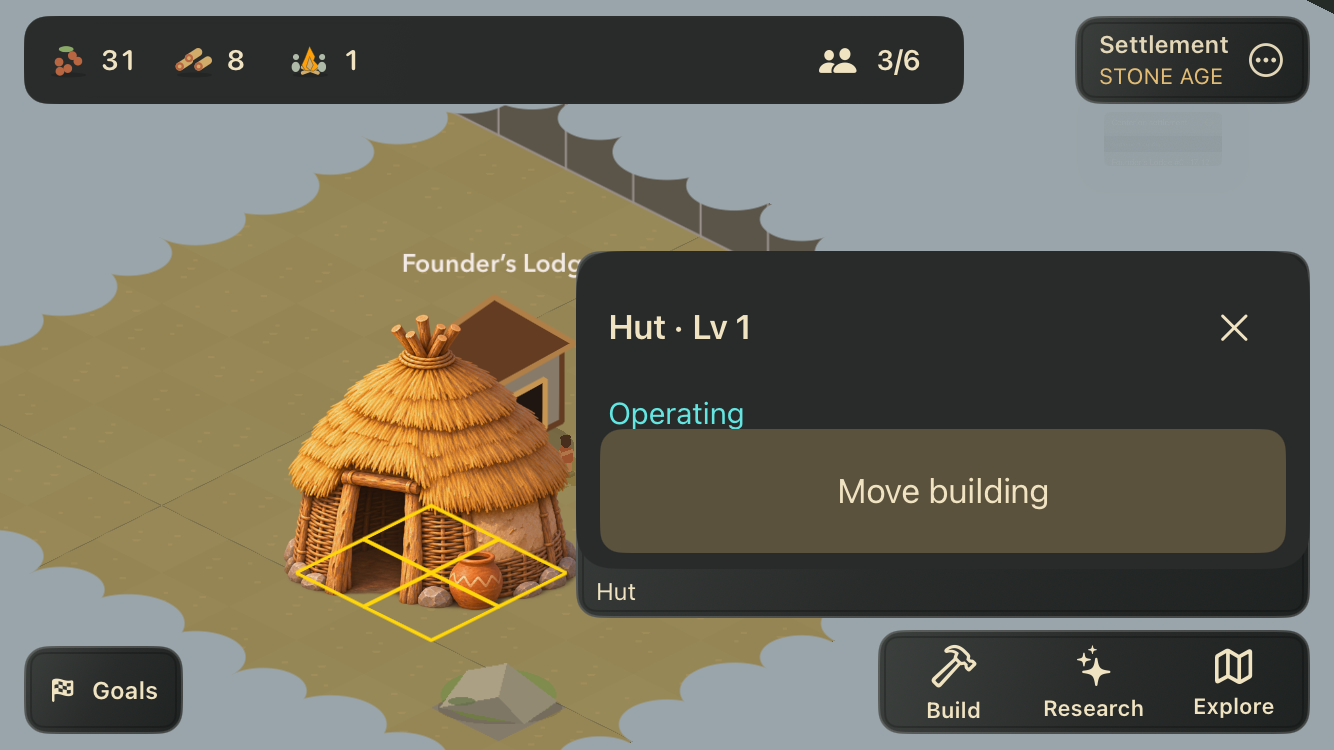 31
8
1
3/6
Settlement
STONE AGE
Founder’s Lodg
Hut · Lv 1
Operating
Move building
Hut
Goals
Build
Research
Explore